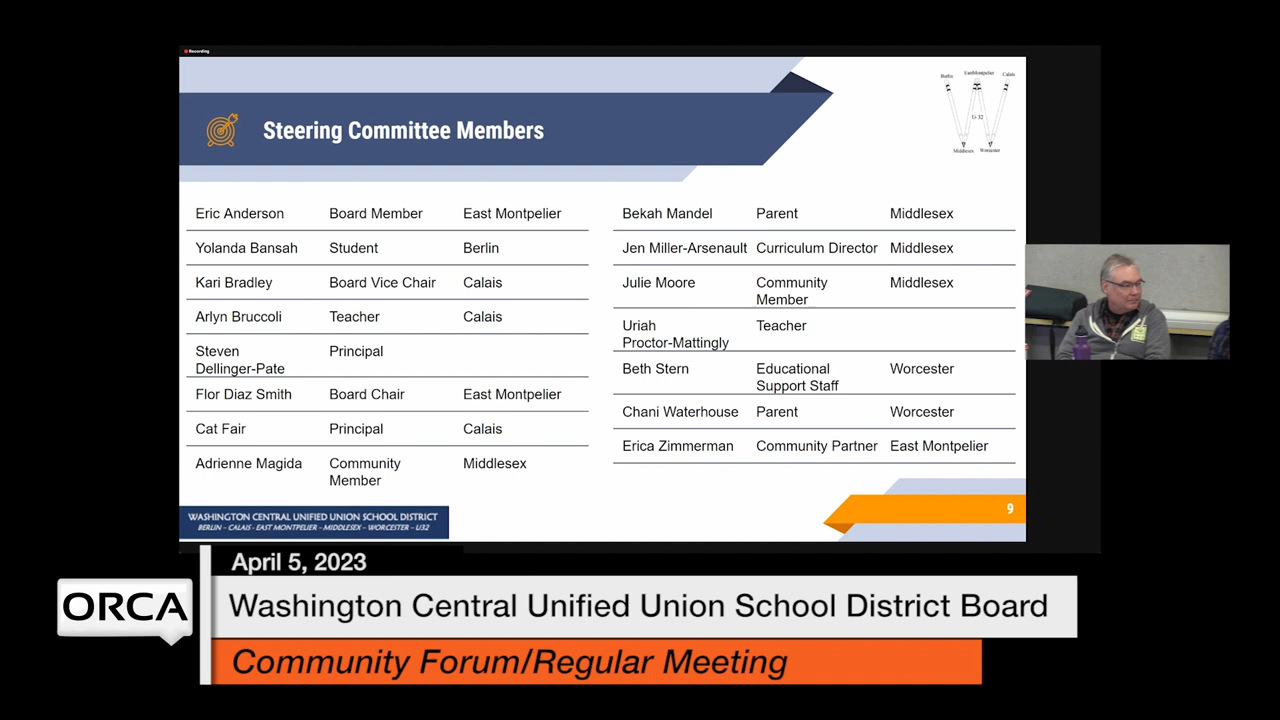 Recording
Steering Committee Members
Berlin
EastMontpelier
Calais
U-32
Middlesex
Worcester
Eric Anderson Board Member East Montpelier
Yolanda Bansah Student Berlin
Kari Bradley Board Vice Chair Calais
Arlyn Bruccoli Teacher Calais
Steven Principal
Dellinger-Pate
Flor Diaz Smith Board Chair East Montpelier
Cat Fair Principal Calais
Adrienne Magida Community Middlesex
Member
Bekah Mandel Parent Middlesex
Jen Miller-Arsenault Curriculum Director Middlesex
Julie Moore Community Middlesex
Member
Uriah Teacher
Proctor-Mattingly
Beth Stern Educational Worcester
Support Staff
Chani Waterhouse Parent Worcester
Erica Zimmerman Community Partner East Montpelier
WASHINGTON CENTRAL UNIFIED UNION SCHOOL DISTRICT
BERLIN – CALAIS - EAST MONTPELIER – MIDDLESEX – WORCESTER – U32
9
April 5, 2023
ORCA
Washington Central Unified Union School District Board
Community Forum/Regular Meeting